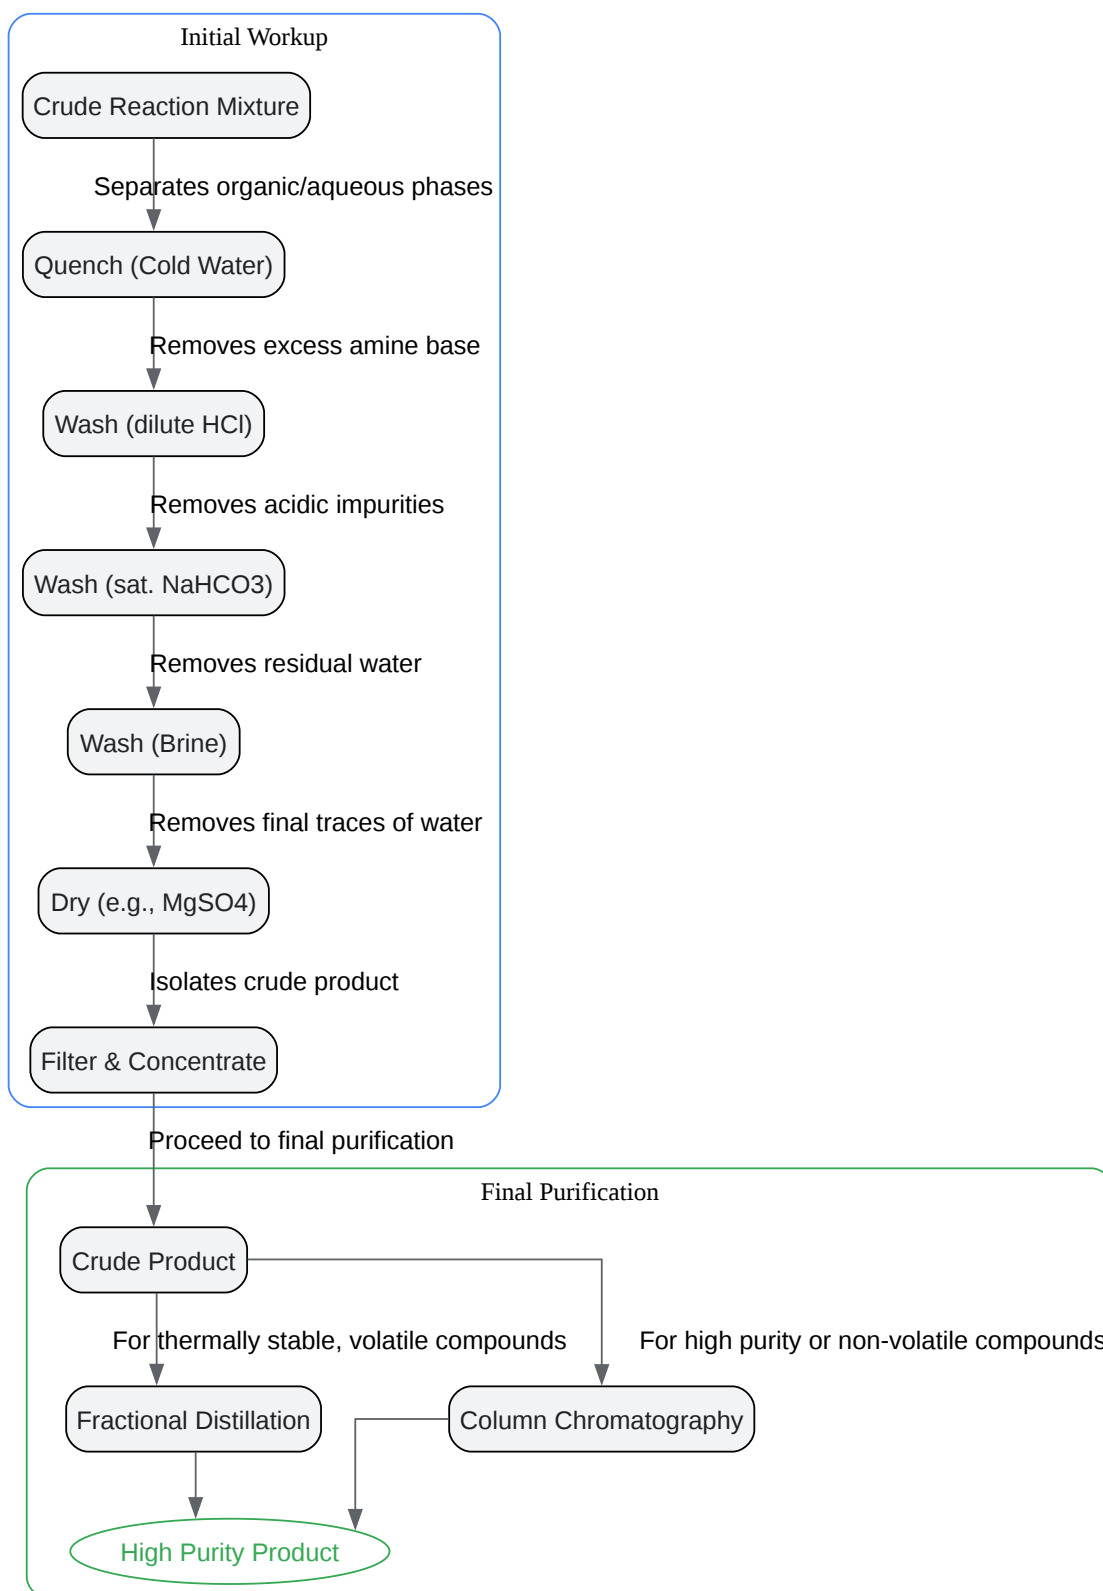 Initial Workup
Crude Reaction Mixture
Separates organic/aqueous phases
Quench (Cold Water)
Removes excess amine base
Wash (dilute HCl)
Removes acidic impurities
Wash (sat. NaHCO3)
Removes residual water
Wash (Brine)
Removes final traces of water
Dry (e.g., MgSO4)
Isolates crude product
Filter & Concentrate
Proceed to final purification
Final Purification
Crude Product
For thermally stable, volatile compounds
For high purity or non-volatile compounds
Fractional Distillation
Column Chromatography
High Purity Product